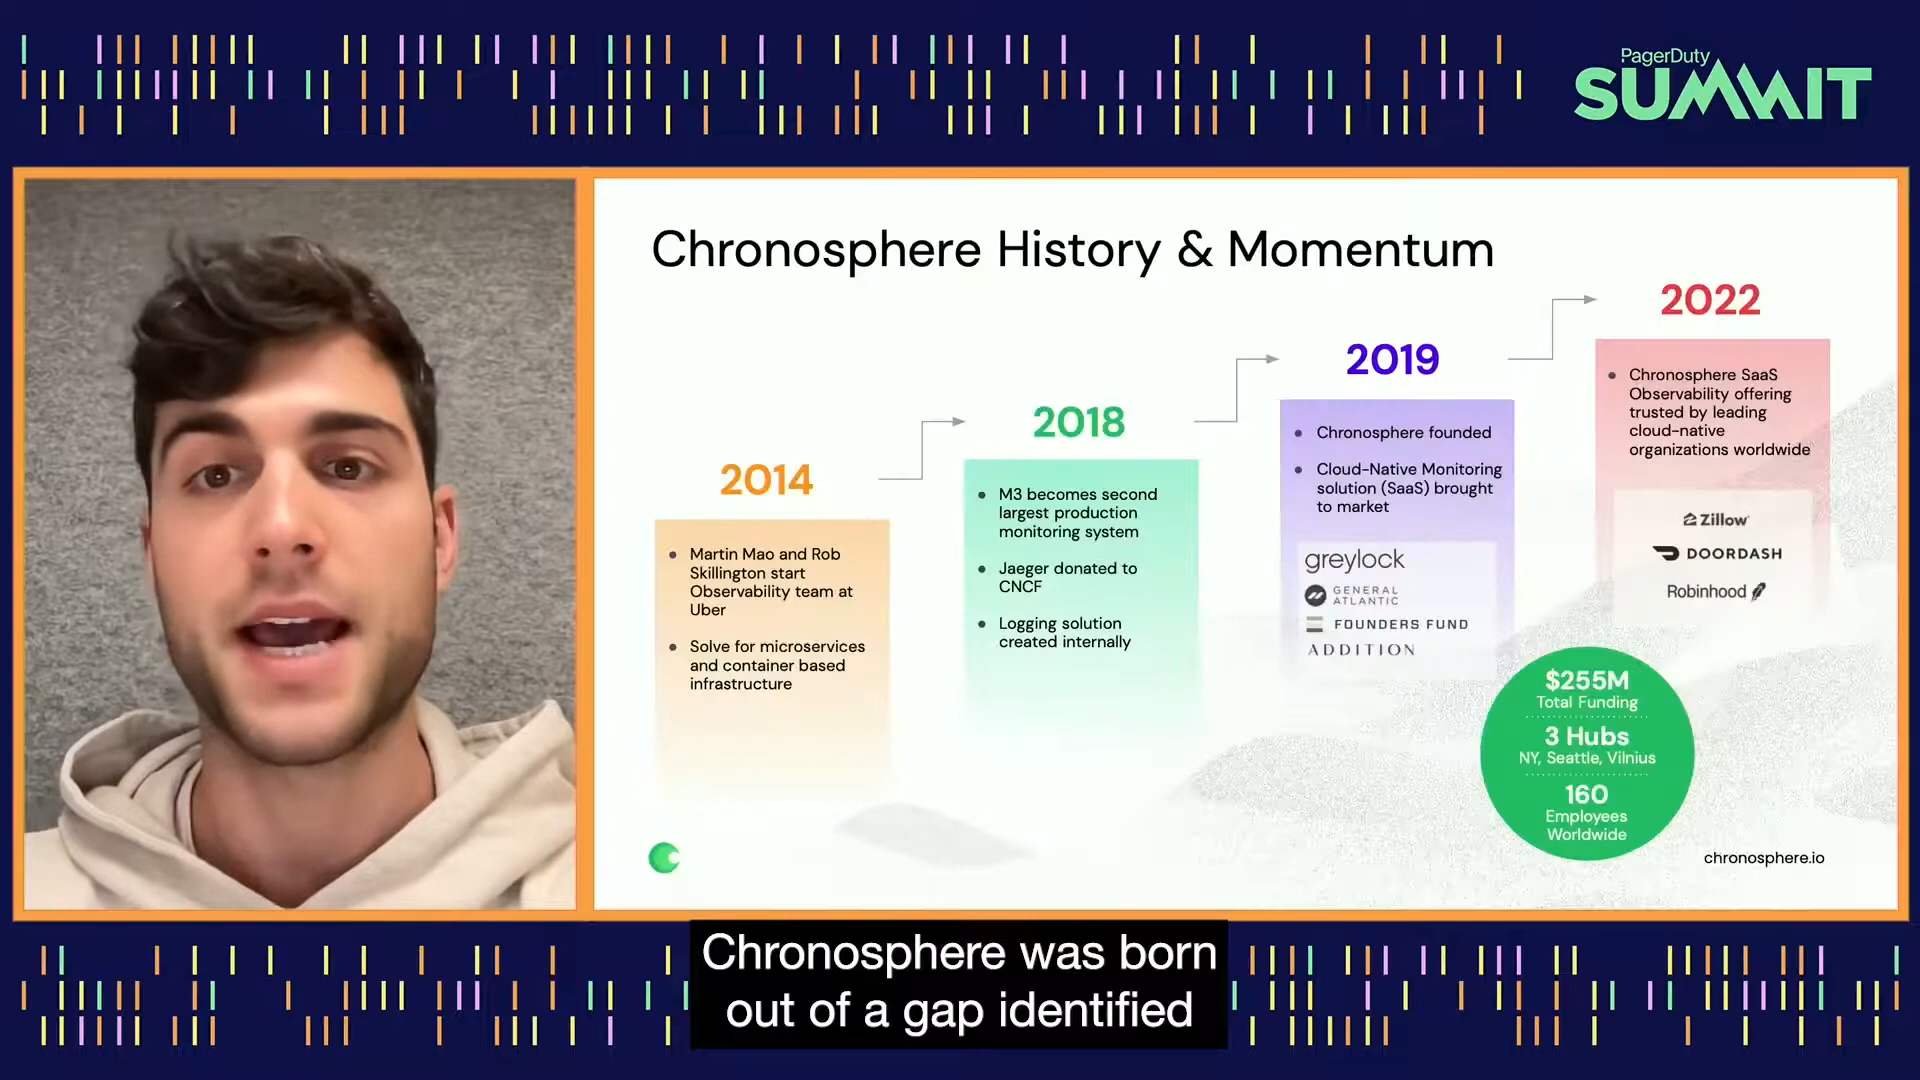 PagerDuty
SUMMIT
Chronosphere History & Momentum
2014
Martin Mao and Rob
Skillington start
Observability team at
Uber
Solve for microservices
and container based
infrastructure
2018
M3 becomes second
largest production
monitoring system
Jaeger donated to
CNCF
Logging solution
created internally
2019
Chronosphere founded
Cloud-Native Monitoring
solution (SaaS) brought
to market
greylock
GENERAL
ATLANTIC
FOUNDERS FUND
ADDITION
2022
Chronosphere SaaS
Observability offering
trusted by leading
cloud-native
organizations worldwide
Zillow
DOORDASH
Robinhood
$255M
Total Funding
3 Hubs
NY, Seattle, Vilnius
160
Employees
Worldwide
chronosphere.io
Chronosphere was born
out of a gap identified